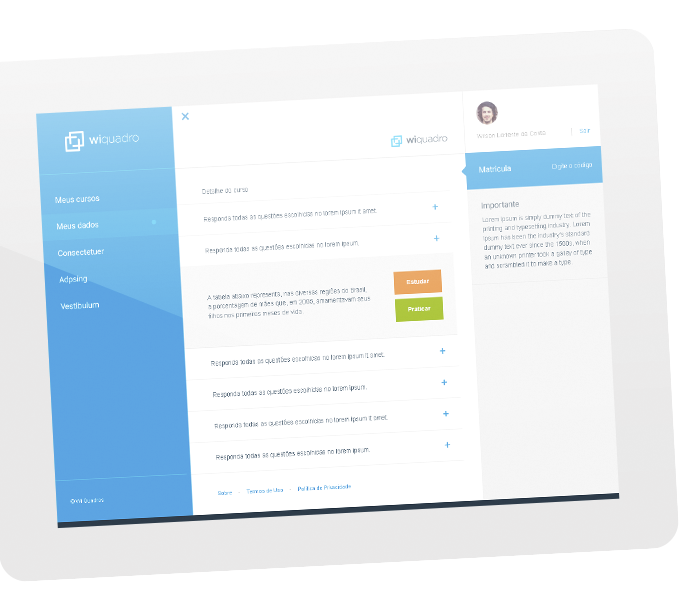 wiquadro
Meus cursos
Meus dados
Consectetuer
Adpsing
Vestibulum
© Wi Quadros
X
wiquadro
Detalhe do curso
Responda todas as questões escolhidas no lorem ipsum it amet.
+
Responda todas as questões escolhidas no lorem ipsum.
+
A tabela abaixo representa, nas diversas regiões do Brasil,
a porcentagem de mães que, em 2005, amamentavam seus
filhos nos primeiros meses de vida.
Estudar
Praticar
Responda todas as questões escolhidas no lorem ipsum it amet.
+
Responda todas as questões escolhidas no lorem ipsum.
+
Responda todas as questões escolhidas no lorem ipsum it amet.
+
Responda todas as questões escolhidas no lorem ipsum.
+
Sobre · Termos de Uso · Política de Privacidade
da Costa | sair
Matrícula Digite o código
Importante
Lorem Ipsum is simply dummy text of the
printing and typesetting industry. Lorem
Ipsum has been the industry's standard
dummy text ever since the 1500s, when
an unknown printer took a galley of type
and scrambled it to make a type